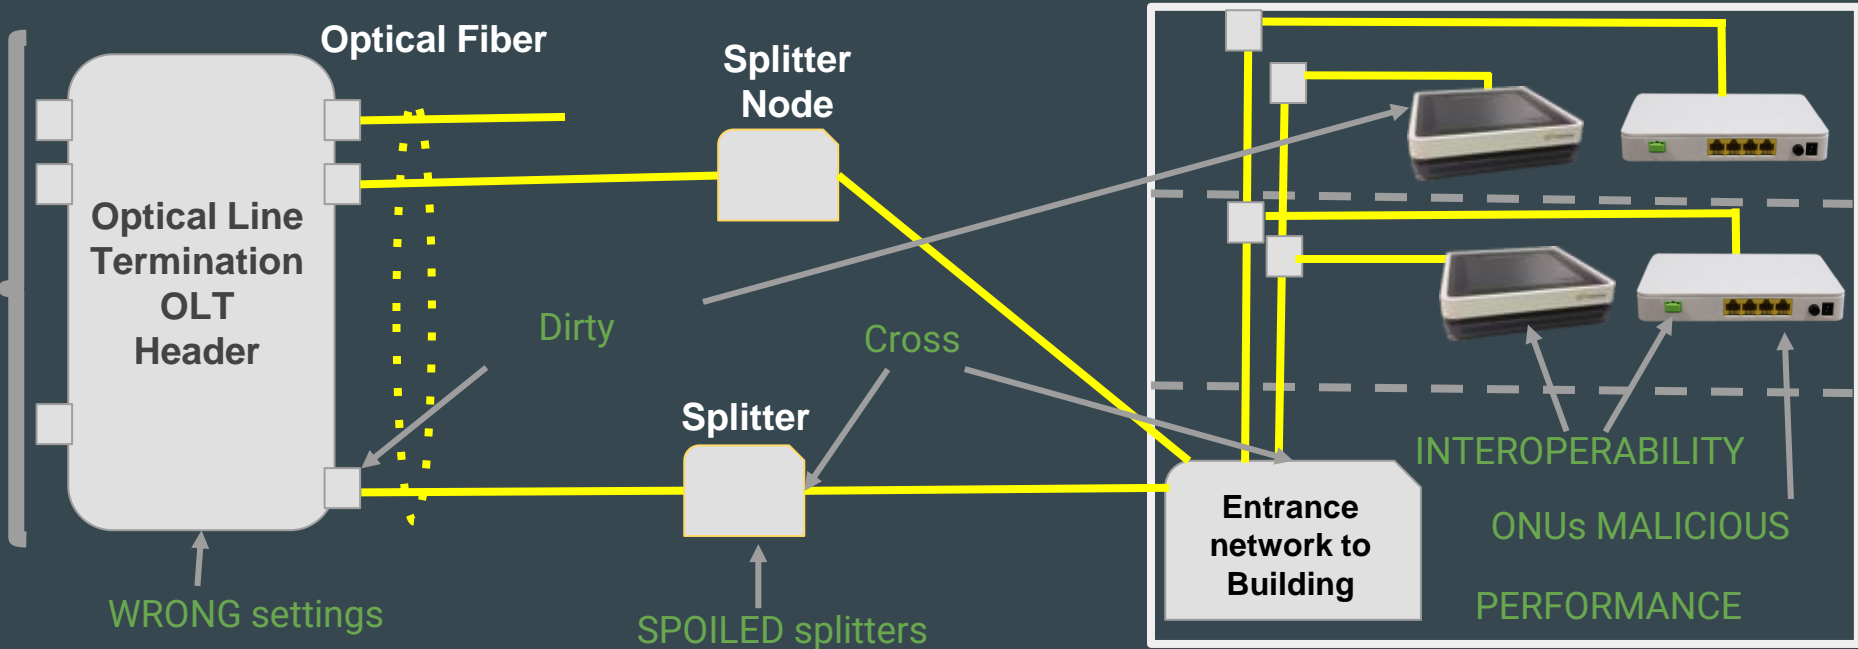 Optical Fiber
Splitter
Node
Optical Line
Termination
OLT
Header
Dirty
Cross
Splitter
INTEROPERABILITY
Entrance
network to
Building
ONUs MALICIOUS
WRONG settings
SPOILED splitters
PERFORMANCE